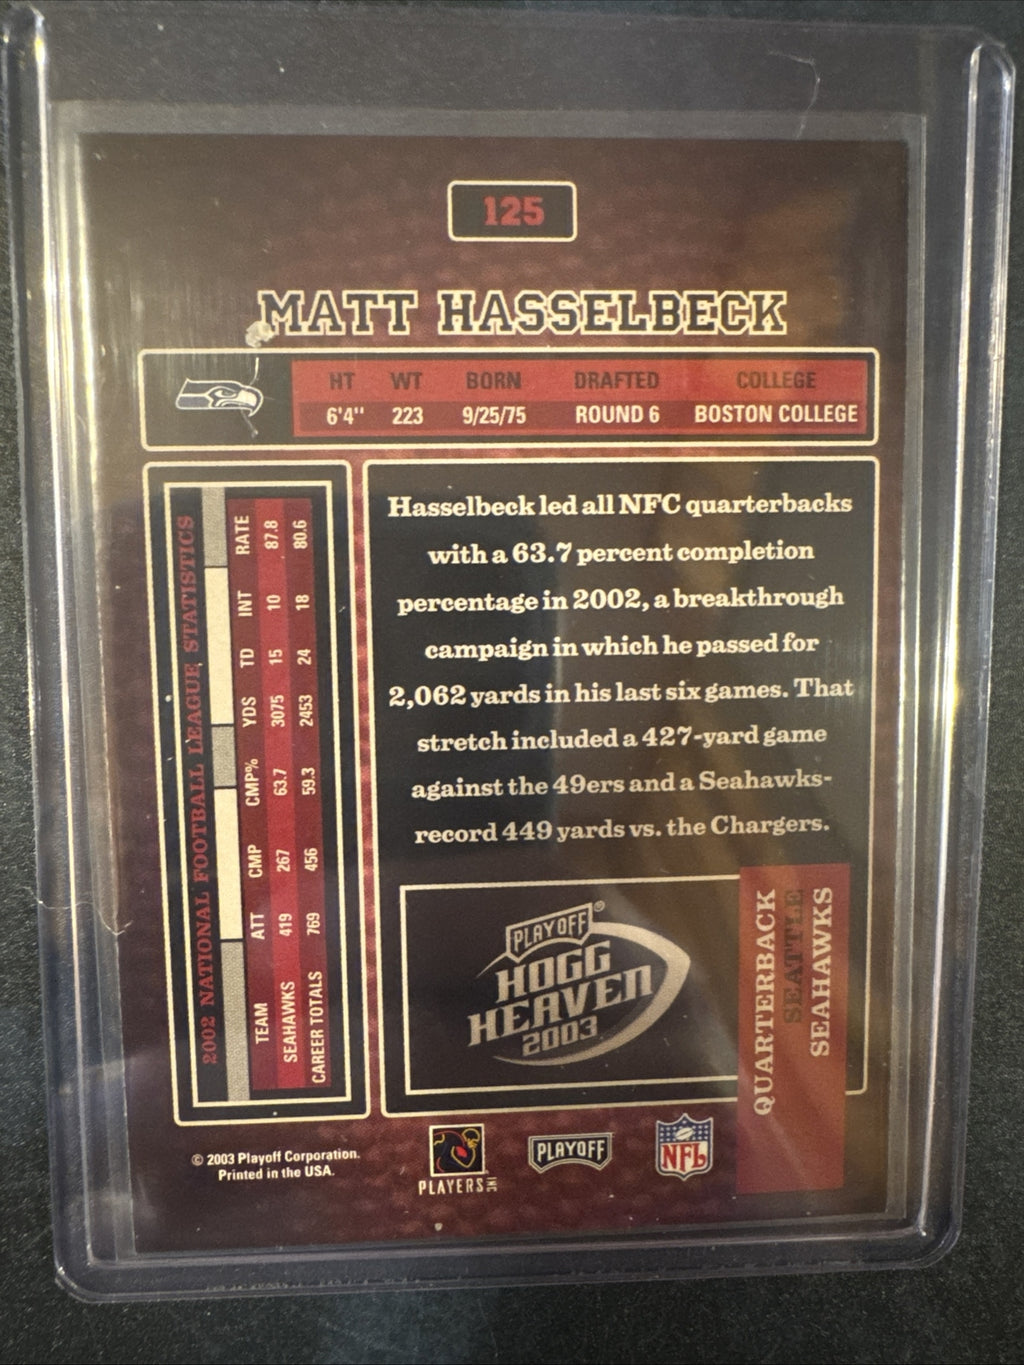 125
MATT HASSELBECK
HT WT BORN DRAFTED COLLEGE
6'4" 223 9/25/75 ROUND 6 BOSTON COLLEGE
2002 NATIONAL FOOTBALL LEAGUE STATISTICS
TEAM ATT CMP CMP% YDS TD INT RATE
SEAHAWKS 419 267 63.7 3075 15 10 87.8
CAREER TOTALS 769 456 59.3 2453 24 18 80.6
Hasselbeck led all NFC quarterbacks
with a 63.7 percent completion
percentage in 2002, a breakthrough
campaign in which he passed for
2,062 yards in his last six games. That
stretch included a 427-yard game
against the 49ers and a Seahawks-
record 449 yards vs. the Chargers.
PLAYOFF®
HOGG
HEAVEN
2003
QUARTERBACK
SEATTLE
SEAHAWKS
© 2003 Playoff Corporation.
Printed in the USA.
PLAYERS INC
PLAYOFF
NFL